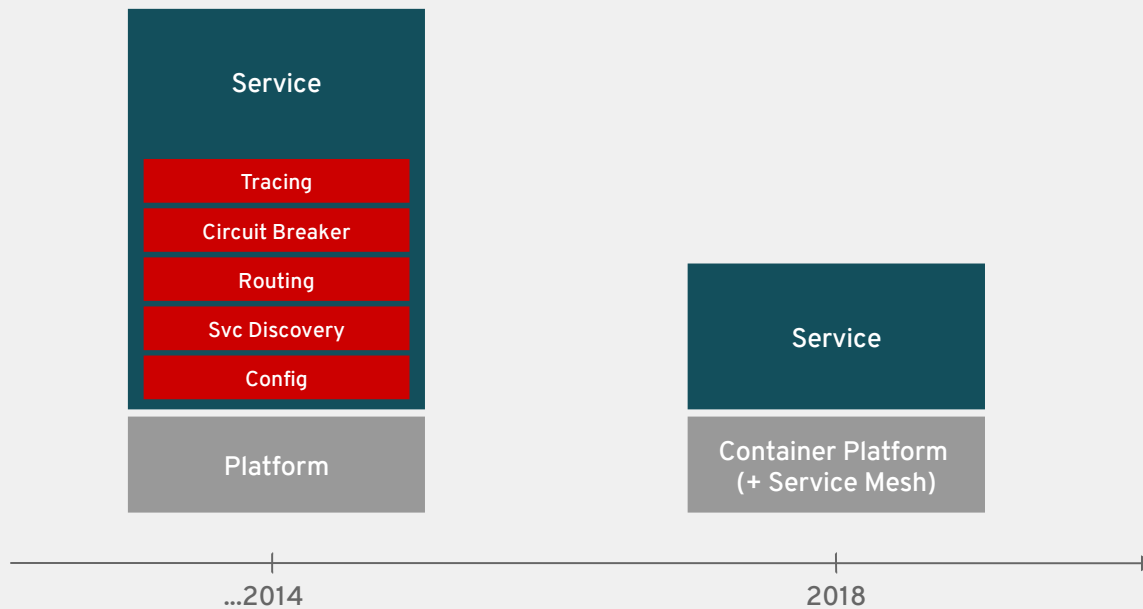 Service
Tracing
Circuit Breaker
Routing
Svc Discovery
Config
Platform
Service
Container Platform
(+ Service Mesh)
...2014
2018